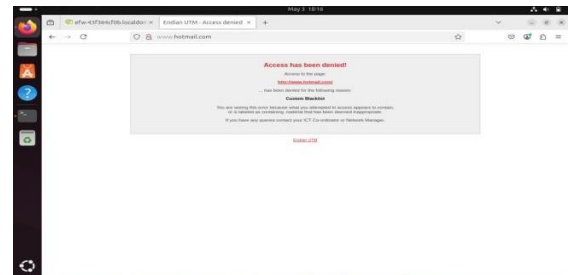 May 3 18:10
Endian UTM - Access denied
www.hotmail.com
Access has been denied!
Access to the page:
http://www.hotmail.com/
... has been denied for the following reason:
Custom Blacklist
You are seeing this error because what you attempted to access appears to contain,
or is labeled as containing, material that has been deemed inappropriate.
If you have any queries contact your ICT Co-ordinator or Network Manager.
Endian UTM